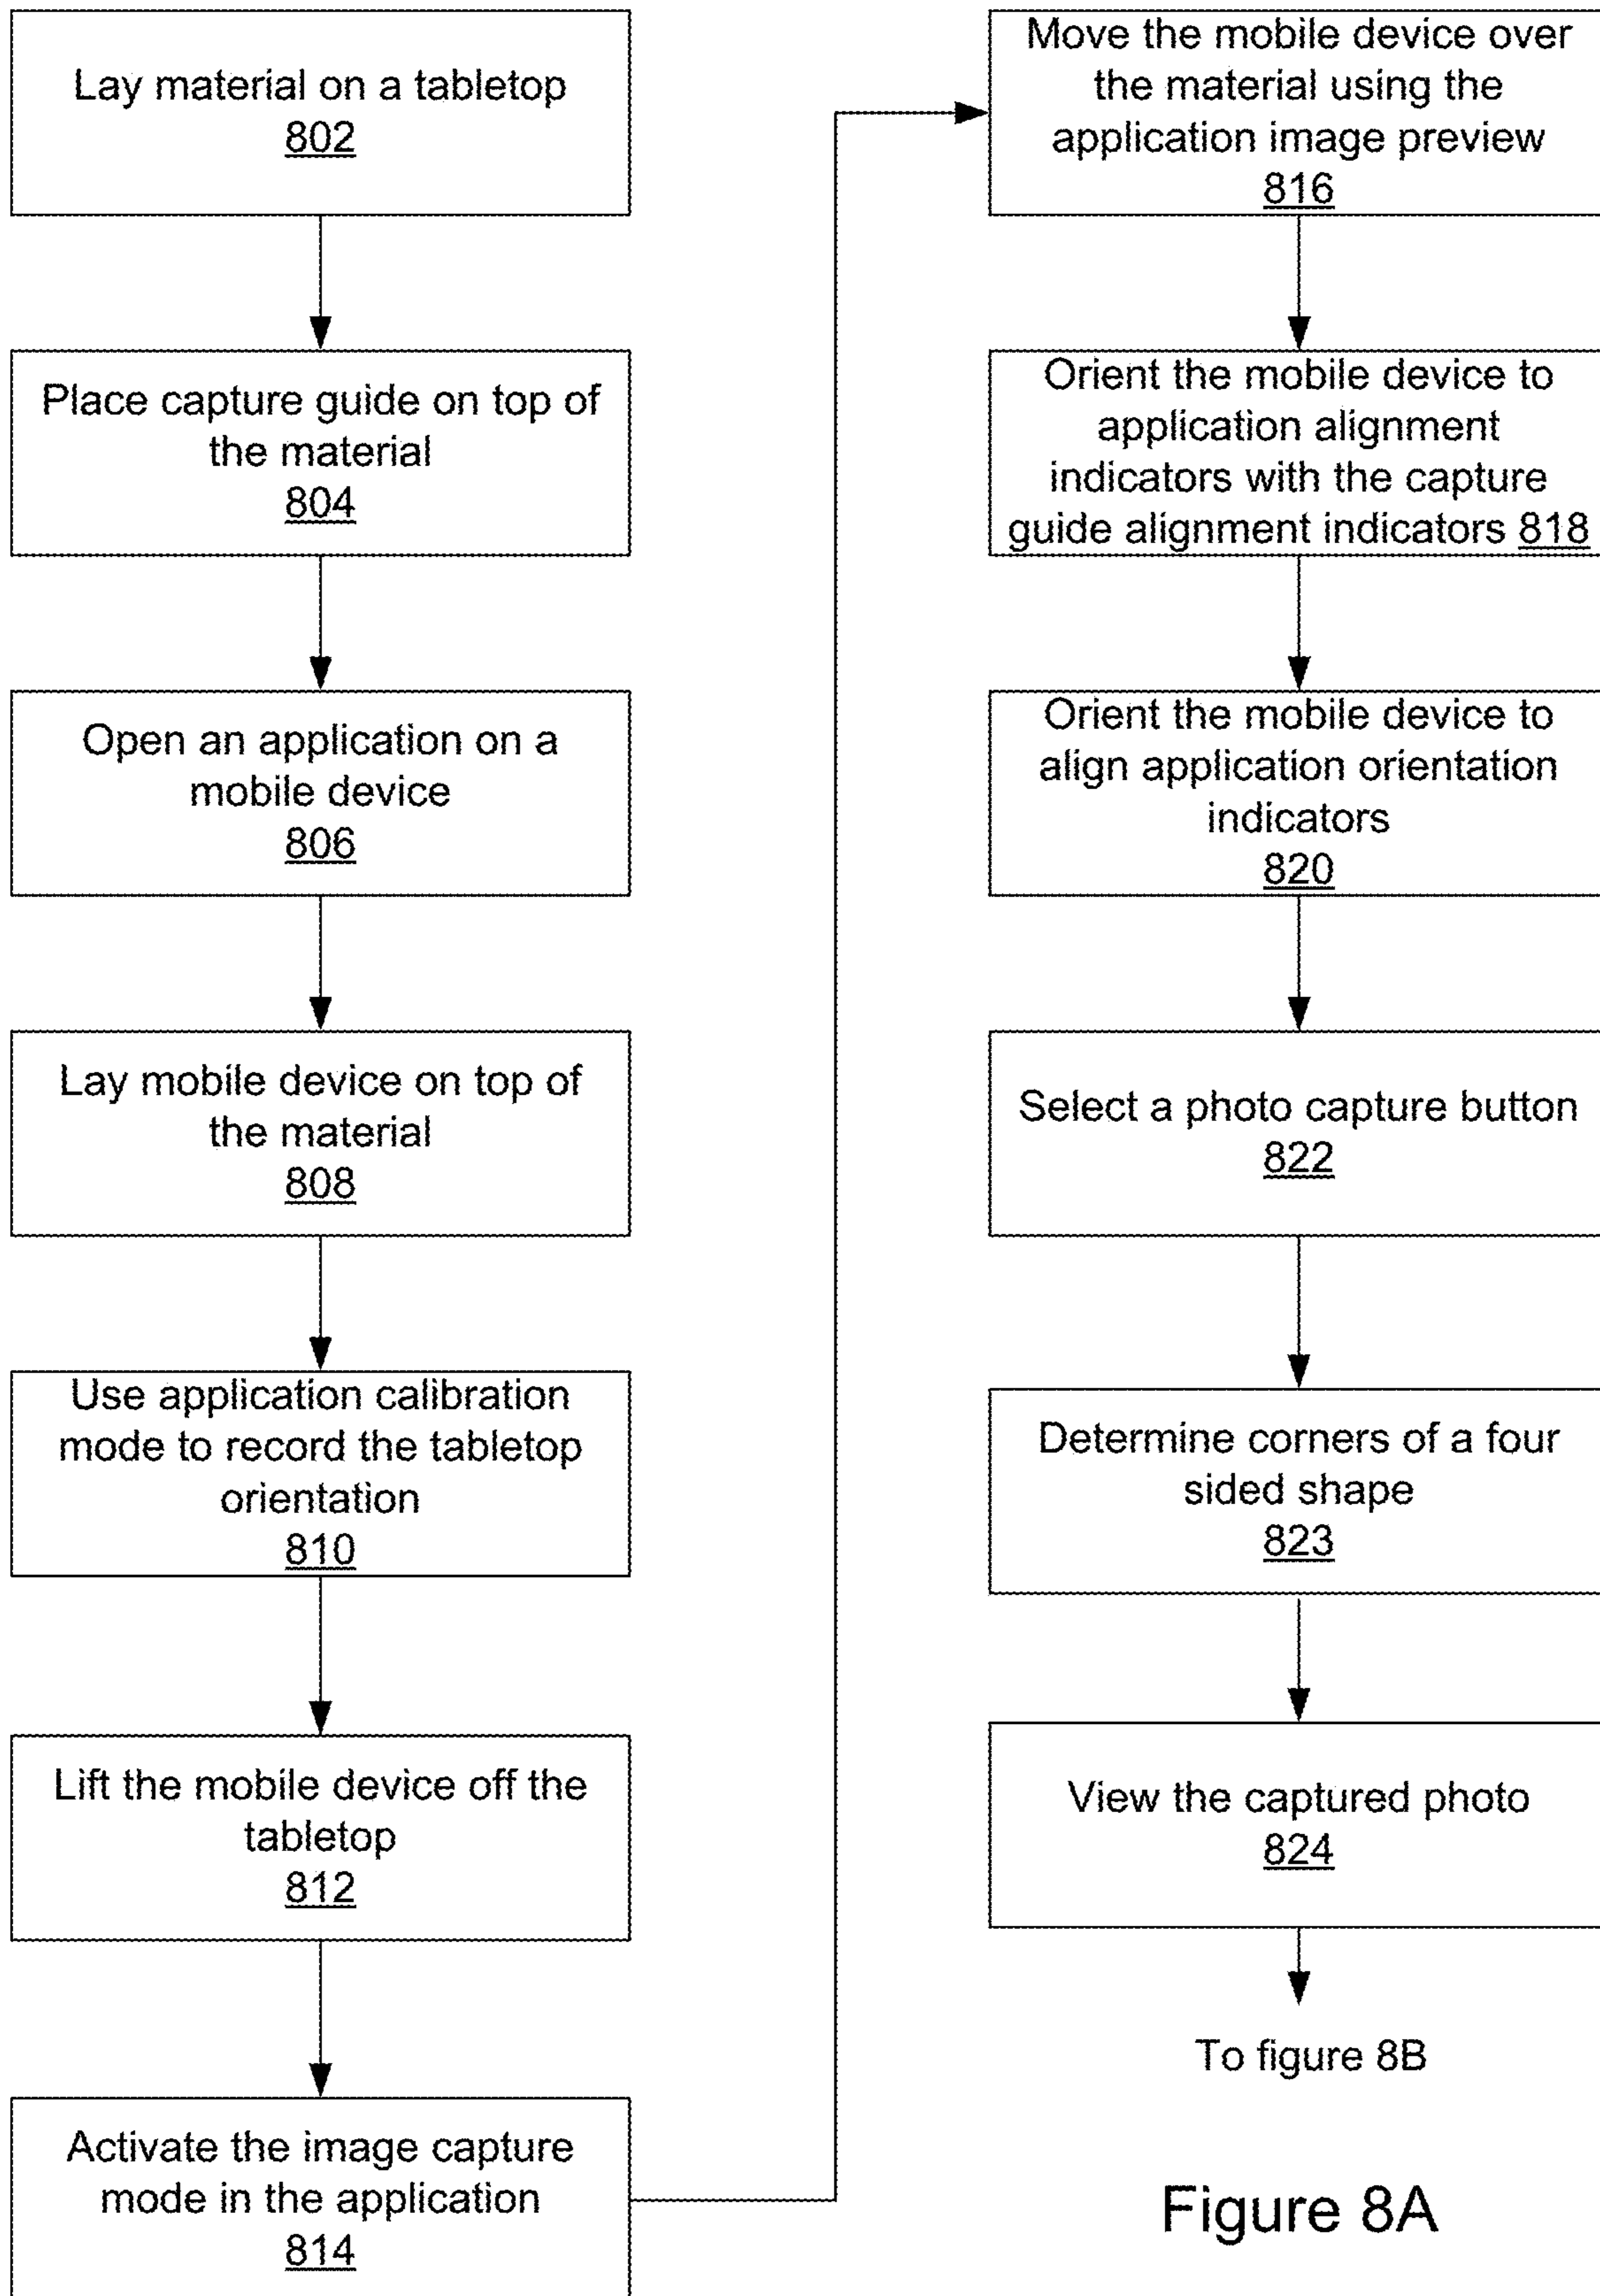 Lay material on a tabletop
802
Place capture guide on top of
the material
804
Open an application on a
mobile device
806
Lay mobile device on top of
the material
808
Use application calibration
mode to record the tabletop
orientation
810
Lift the mobile device off the
tabletop
812
Activate the image capture
mode in the application
814
Move the mobile device over
the material using the
application image preview
816
Orient the mobile device to
application alignment
indicators with the capture
guide alignment indicators 818
Orient the mobile device to
align application orientation
indicators
820
Select a photo capture button
822
Determine corners of a four
sided shape
823
View the captured photo
824
To figure 8B
Figure 8A